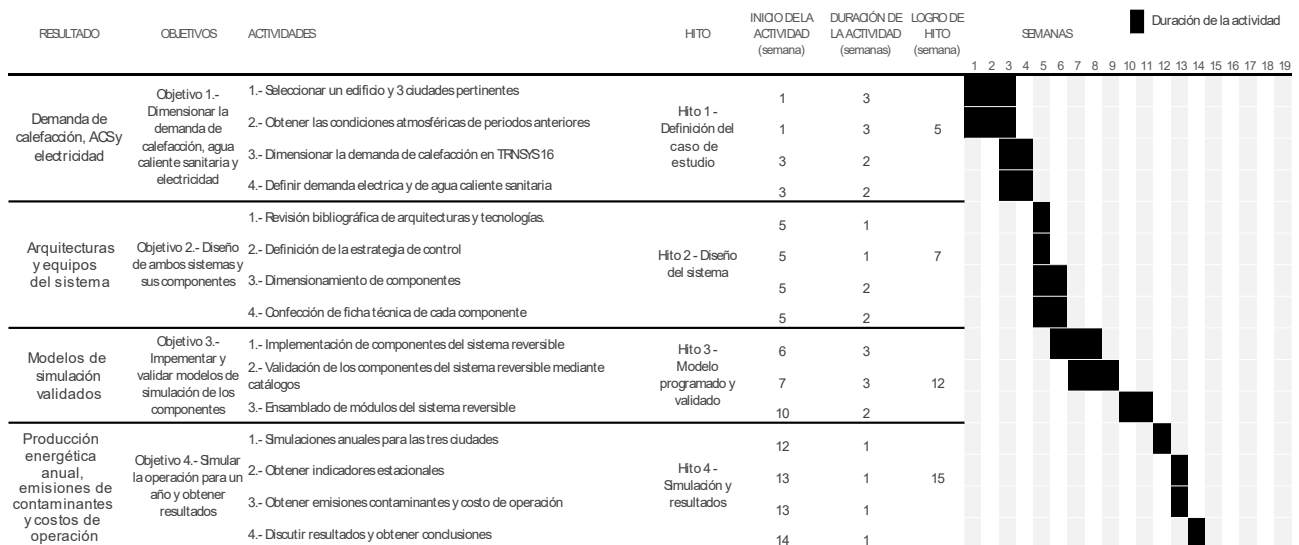 INICIO DE LA DURACIÓN DE LOGRO DE
RESULTADO OBJETIVOS ACTIVIDADES HITO ACTIVIDAD LA ACTIVIDAD HITO SEMANAS Duración de la actividad
(semana) (semanas) (semana)
1 2 3 4 5 6 7 8 9 10 11 12 13 14 15 16 17 18 19
Demanda de
calefacción, ACS y
electricidad
Objetivo 1.-
Dimensionar la
demanda de
calefacción, agua
caliente sanitaria y
electricidad
1.- Seleccionar un edificio y 3 ciudades pertinentes
2.- Obtener las condiciones atmosféricas de periodos anteriores
3.- Dimensionar la demanda de calefacción en TRNSYS 16
4.- Definir demanda electrica y de agua caliente sanitaria
Hito 1 -
Definición del
caso de
estudio
1 3
1 3 5
3 2
3 2
Arquitecturas
y equipos
del sistema
Objetivo 2.- Diseño
de ambos sistemas y
sus componentes
1.- Revisión bibliográfica de arquitecturas y tecnologías.
2.- Definición de la estrategia de control
3.- Dimensionamiento de componentes
4.- Confección de ficha técnica de cada componente
Hito 2 - Diseño
del sistema
5 1
5 1 7
5 2
5 2
Modelos de
simulación
validados
Objetivo 3.-
Impementar y
validar modelos de
simulación de los
componentes
1.- Implementación de componentes del sistema reversible
2.- Validación de los componentes del sistema reversible mediante
catálogos
3.- Ensamblado de módulos del sistema reversible
Hito 3 -
Modelo
programado y
validado
6 3
7 3 12
10 2
Producción
energética
anual,
emisiones de
contaminantes
y costos de
operación
Objetivo 4.- Simular
la operación para un
año y obtener
resultados
1.- Simulaciones anuales para las tres ciudades
2.- Obtener indicadores estacionales
3.- Obtener emisiones contaminantes y costo de operación
4.- Discutir resultados y obtener conclusiones
Hito 4 -
Simulación y
resultados
12 1
13 1 15
13 1
14 1